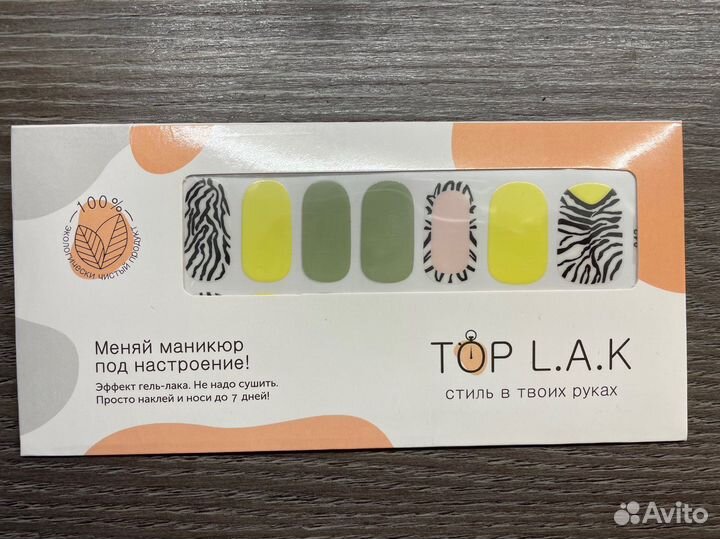 100%
экологически чистый продукт
Меняй маникюр
под настроение!
Эффект гель-лака. Не надо сушить.
Просто наклей и носи до 7 дней!
TOP L.A.K
стиль в твоих руках
Avito